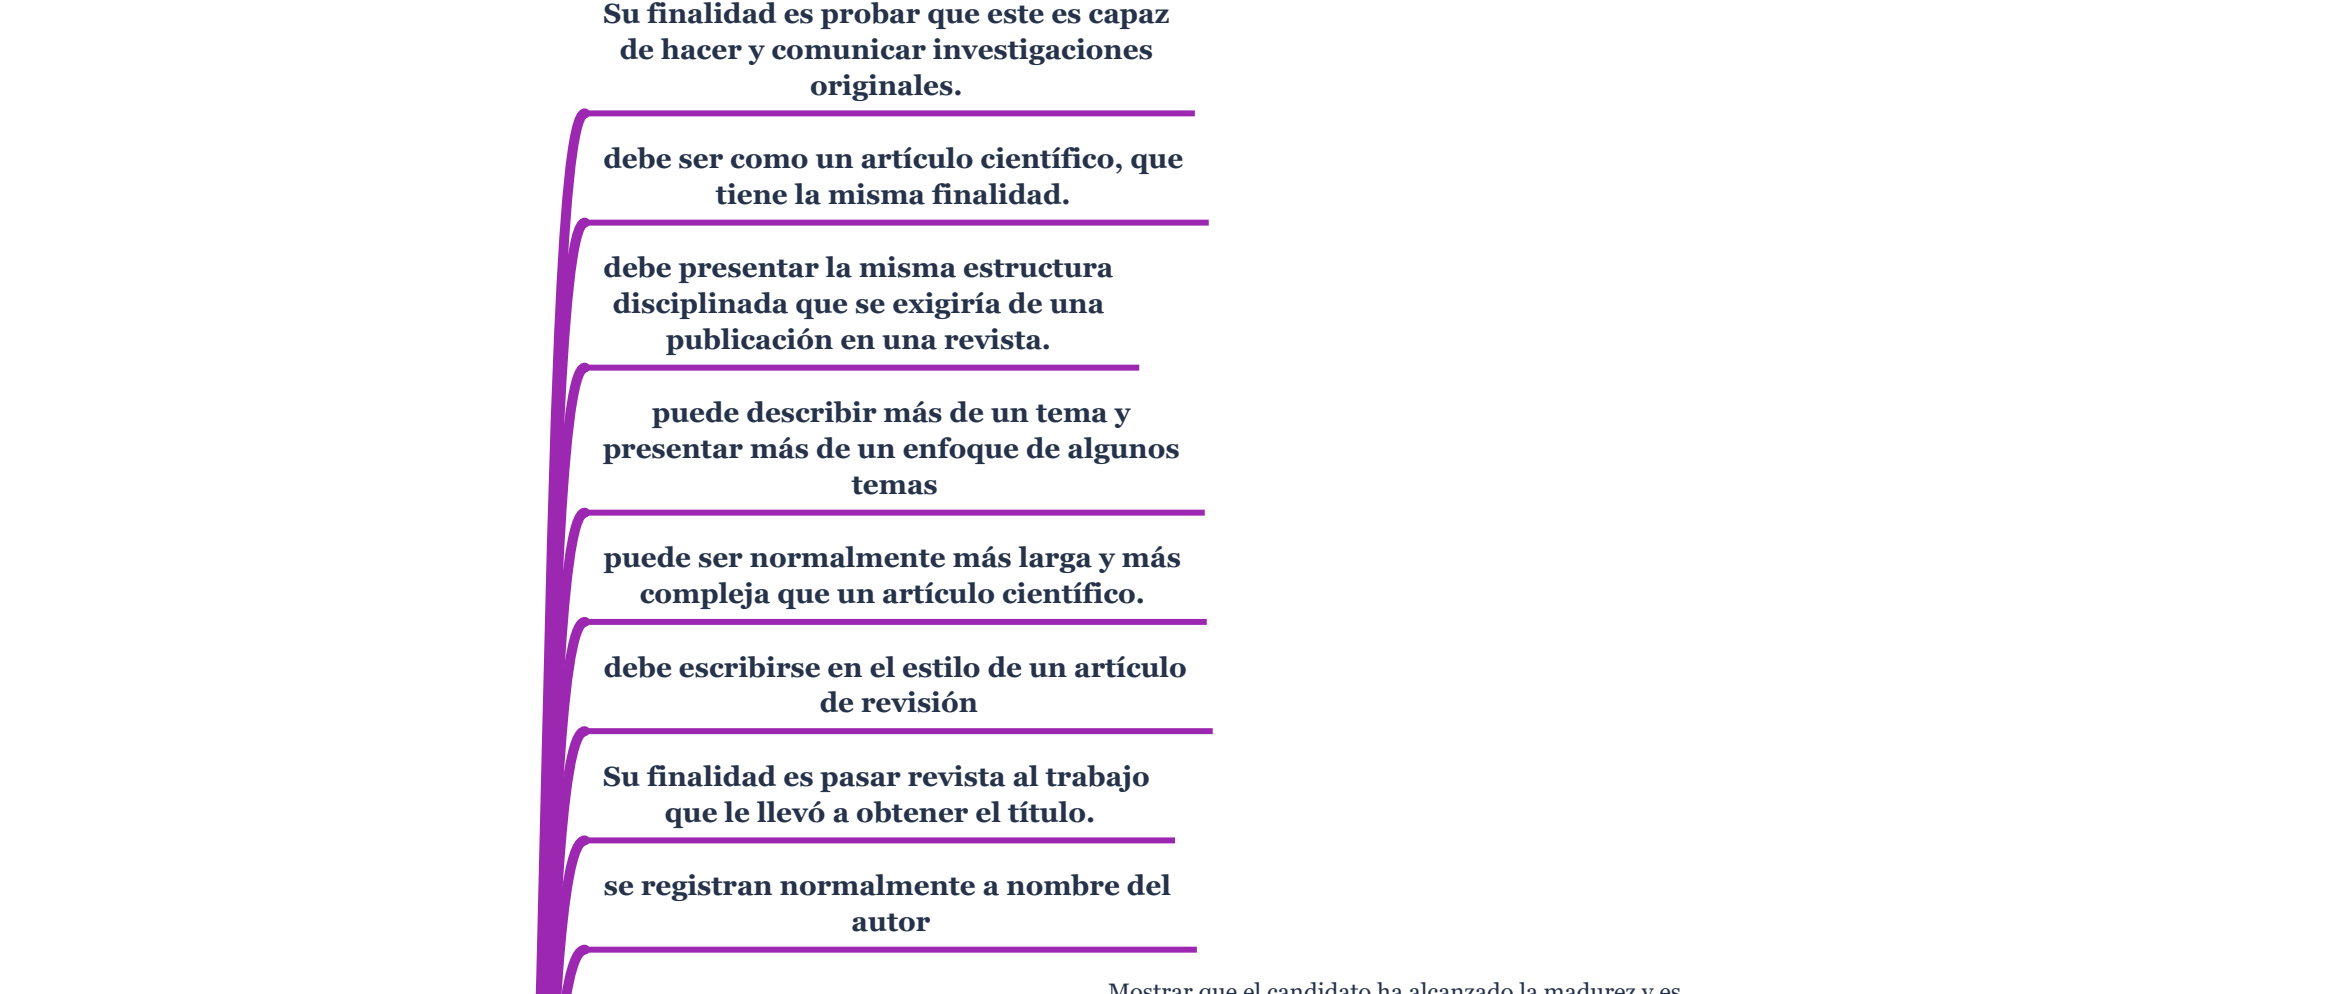 Su finalidad es probar que este es capaz
de hacer y comunicar investigaciones
originales.
debe ser como un artículo científico, que
tiene la misma finalidad.
debe presentar la misma estructura
disciplinada que se exigiría de una
publicación en una revista.
puede describir más de un tema y
presentar más de un enfoque de algunos
temas
puede ser normalmente más larga y más
compleja que un artículo científico.
debe escribirse en el estilo de un artículo
de revisión
Su finalidad es pasar revista al trabajo
que le llevó a obtener el título.
se registran normalmente a nombre del
autor
Mostrar que el candidato ha alcanzado la madurez y es